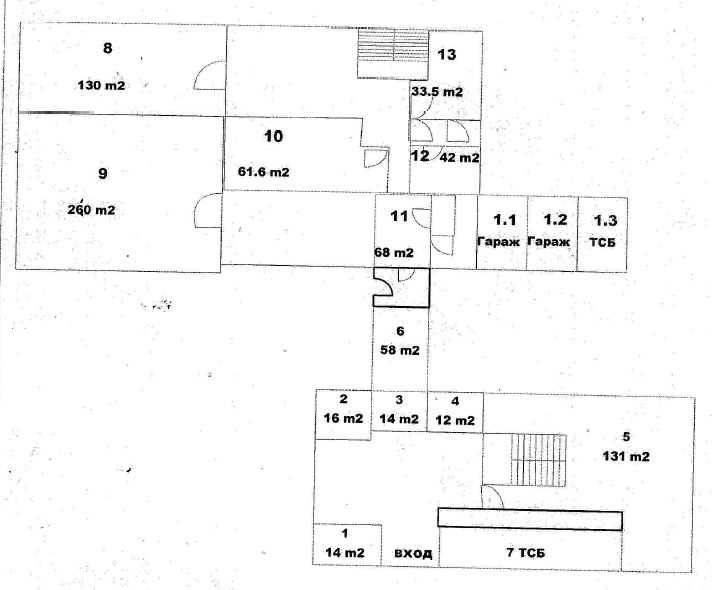 8
130 m2
13
33.5 m2
10
61.6 m2
12 42 m2
9
260 m2
11
68 m2
1.1
Гараж
1.2
Гараж
1.3
ТСБ
6
58 m2
2
16 m2
3
14 m2
4
12 m2
5
131 m2
1
14 m2
вход
7 ТСБ